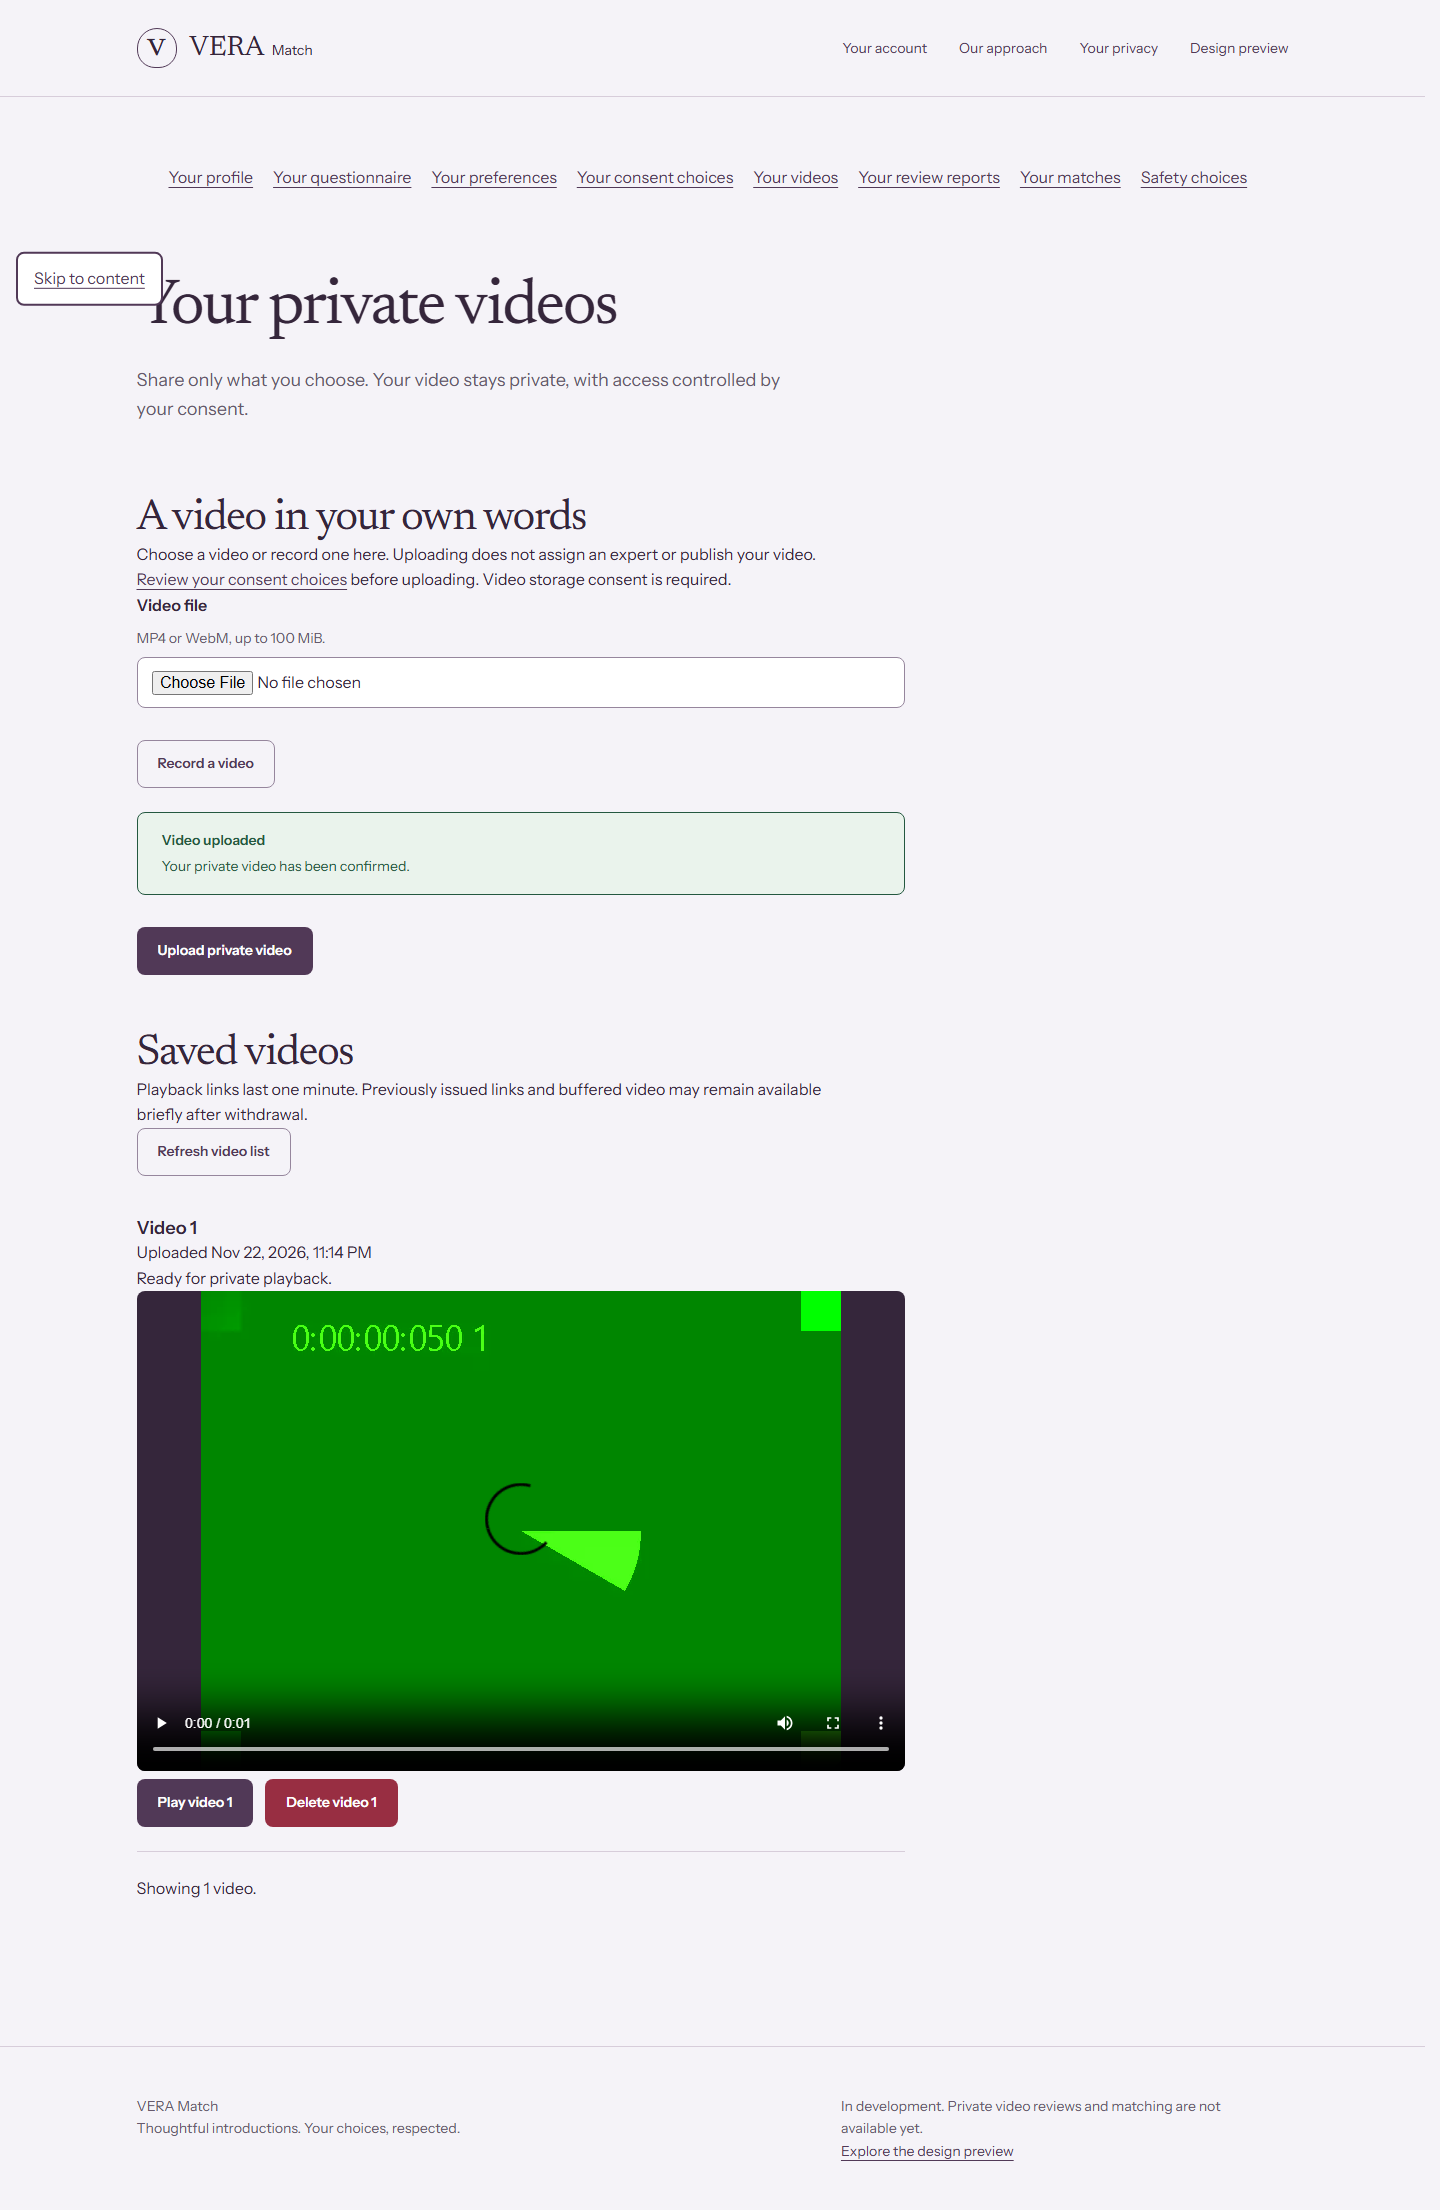 V VERA Match
Your account Our approach Your privacy Design preview
Your profile Your questionnaire Your preferences Your consent choices Your videos Your review reports Your matches Safety choices
Skip to content
Your private videos
Share only what you choose. Your video stays private, with access controlled by
your consent.
A video in your own words
Choose a video or record one here. Uploading does not assign an expert or publish your video.
Review your consent choices before uploading. Video storage consent is required.
Video file
MP4 or WebM, up to 100 MiB.
Choose File No file chosen
Record a video
Video uploaded
Your private video has been confirmed.
Upload private video
Saved videos
Playback links last one minute. Previously issued links and buffered video may remain available
briefly after withdrawal.
Refresh video list
Video 1
Uploaded Nov 22, 2026, 11:14 PM
Ready for private playback.
0:00:00:050 1
0:00 / 0:01
Play video 1 Delete video 1
Showing 1 video.
VERA Match
Thoughtful introductions. Your choices, respected.
In development. Private video reviews and matching are not
available yet.
Explore the design preview